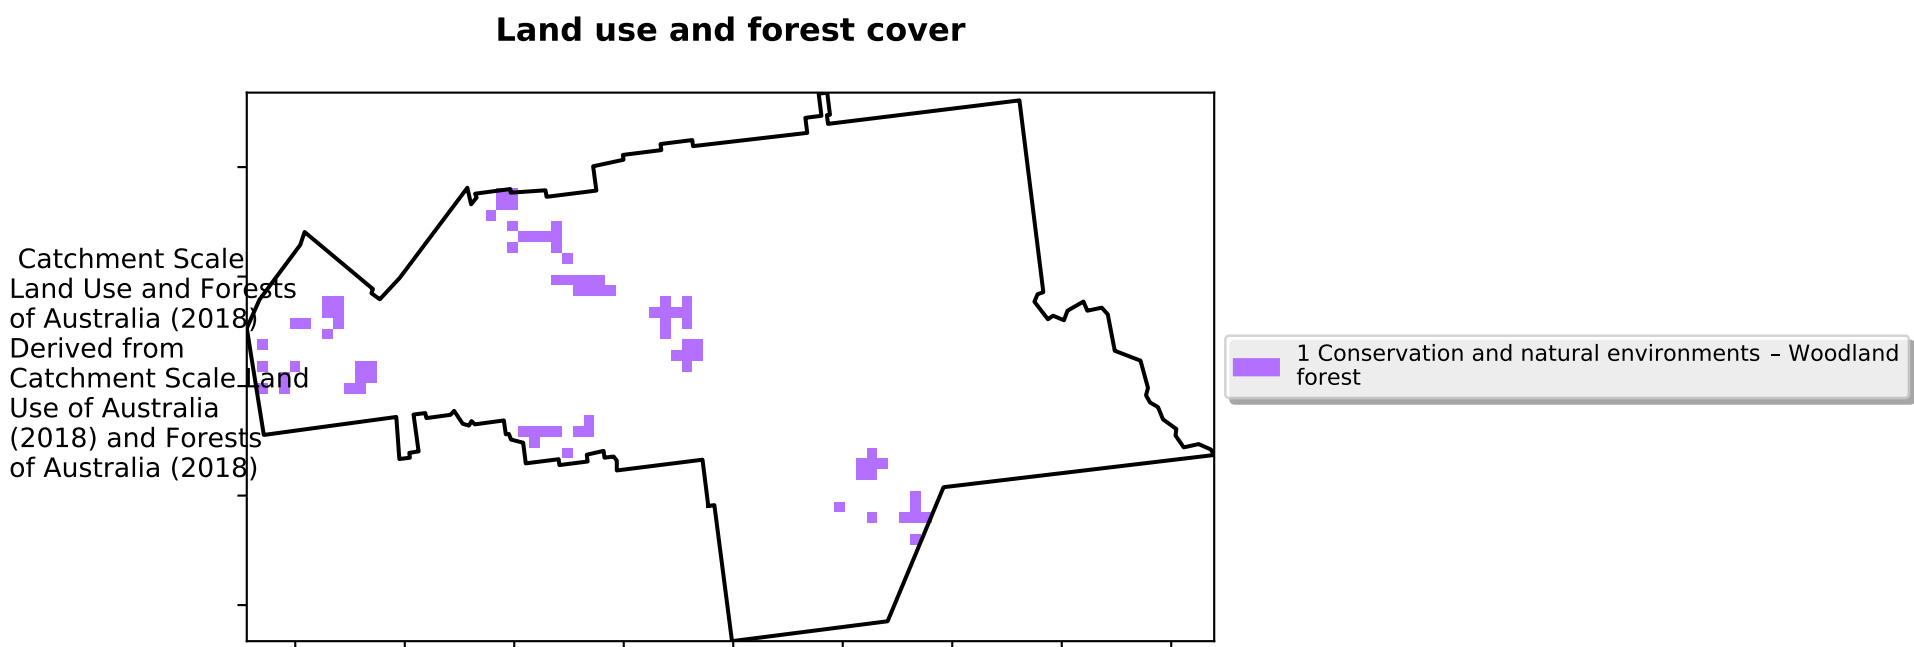 Land use and forest cover
Catchment Scale
Land Use and Forests
of Australia (2018)
Derived from
Catchment Scale Land
Use of Australia
(2018) and Forests
of Australia (2018)
1 Conservation and natural environments – Woodland
forest